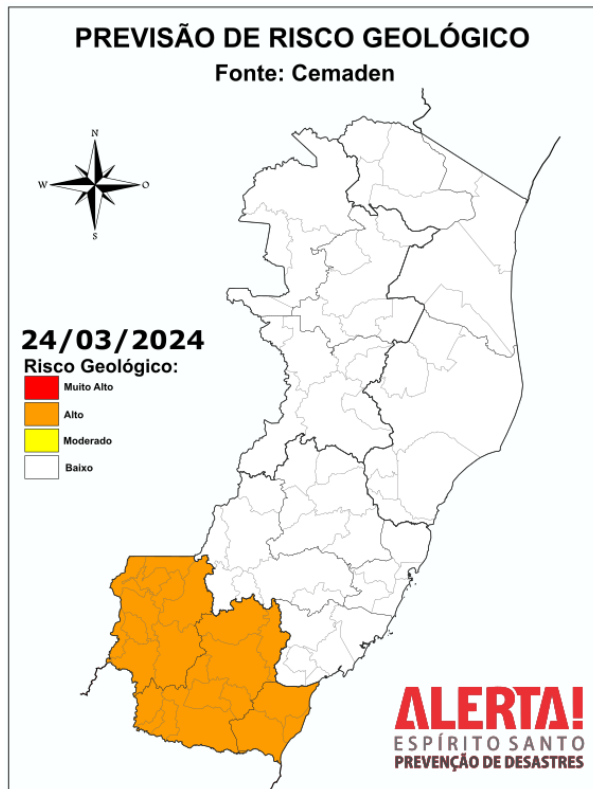 PREVISÃO DE RISCO GEOLÓGICO
Fonte: Cemaden
N
W
O
S
24/03/2024
Risco Geológico:
Muito Alto
Alto
Moderado
Baixo
ALERTA!
ESPÍRITO SANTO
PREVENÇÃO DE DESASTRES